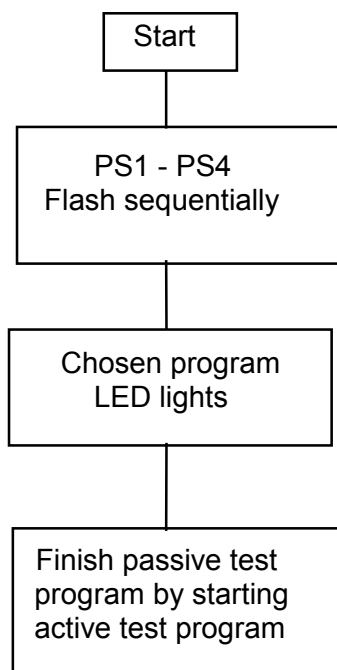 Start
PS1 - PS4
Flash sequentially
Chosen program
LED lights
Finish passive test
program by starting
active test program